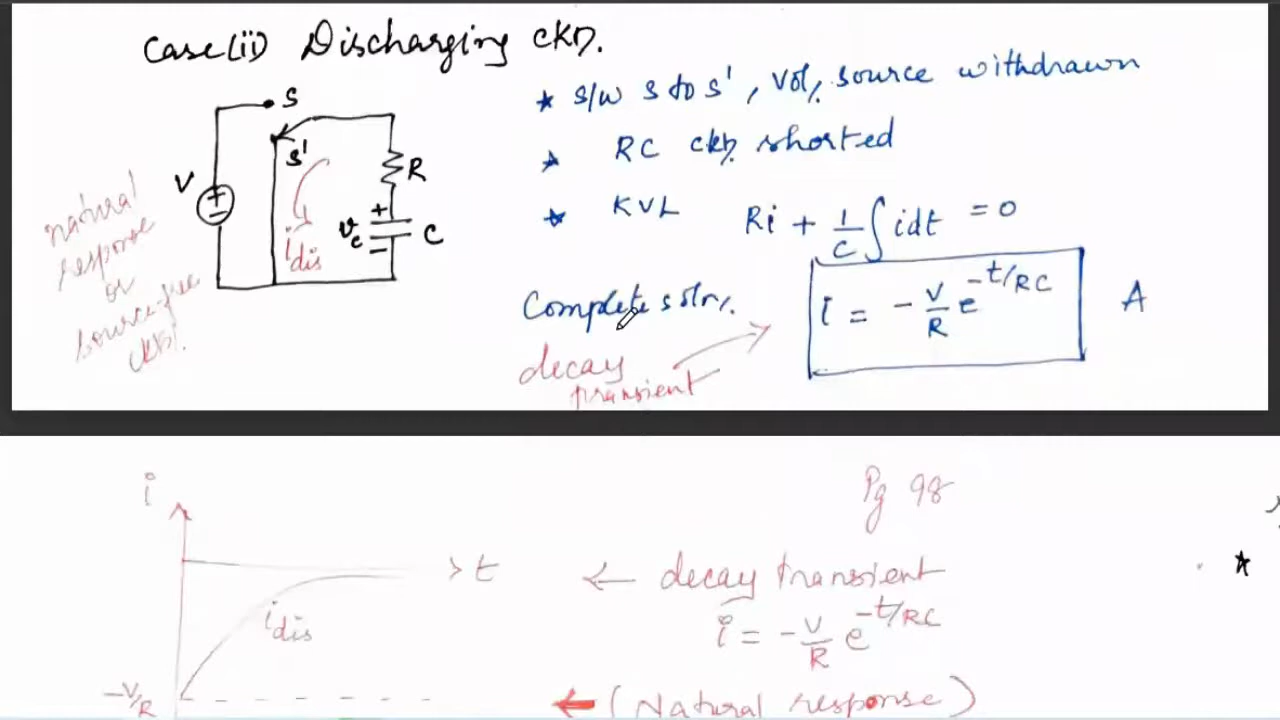 Case(ii) Discharging ckt.
S
S'
V
+
-
R
+
Vc
-
C
idis
natural
response
or
source-free
ckt.
* S/W S to S', Vol. source withdrawn
* RC ckt. shorted
* KVL Ri + 1/C ∫ idt = 0
Complete soln. i = -V/R e^-t/RC A
decay
transient
i
t
idis
-V/R
Pg 98
← decay transient
i = -V/R e^-t/RC
← (Natural response)
*